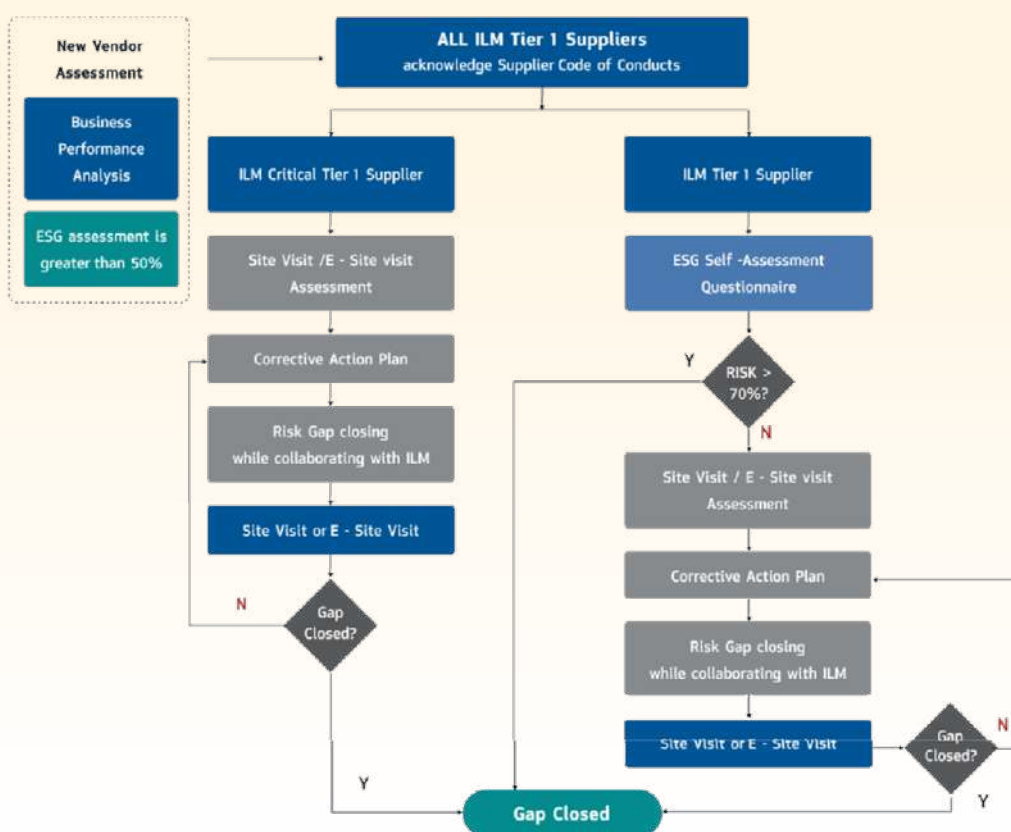 New Vendor
Assessment
Business
Performance
Analysis
ESG assessment is
greater than 50%
ALL ILM Tier 1 Suppliers
acknowledge Supplier Code of Conducts
ILM Critical Tier 1 Supplier
Site Visit /E - Site visit
Assessment
Corrective Action Plan
Risk Gap closing
while collaborating with ILM
Site Visit or E - Site Visit
Gap
Closed?
N
Y
ILM Tier 1 Supplier
ESG Self -Assessment
Questionnaire
RISK >
70%?
Y
N
Site Visit / E - Site visit
Assessment
Corrective Action Plan
Risk Gap closing
while collaborating with ILM
Site Visit or E - Site Visit
Gap
Closed?
N
Y
Gap Closed